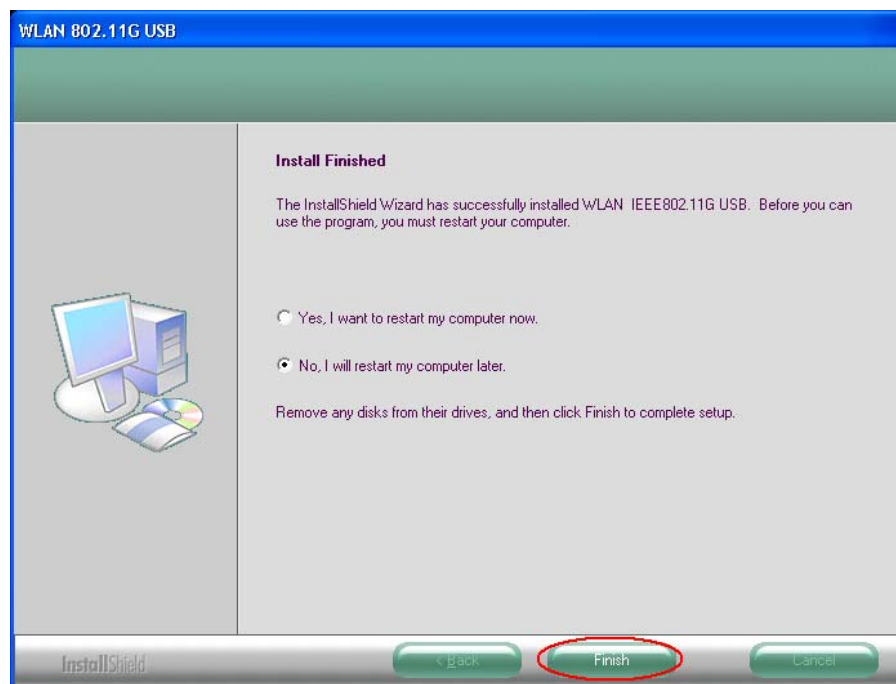 WLAN 802.11G USB
Install Finished
The InstallShield Wizard has successfully installed WLAN IEEE802.11G USB. Before you can
use the program, you must restart your computer.
Yes, I want to restart my computer now.
No, I will restart my computer later.
Remove any disks from their drives, and then click Finish to complete setup.
InstallShield
< Back
Finish
Cancel